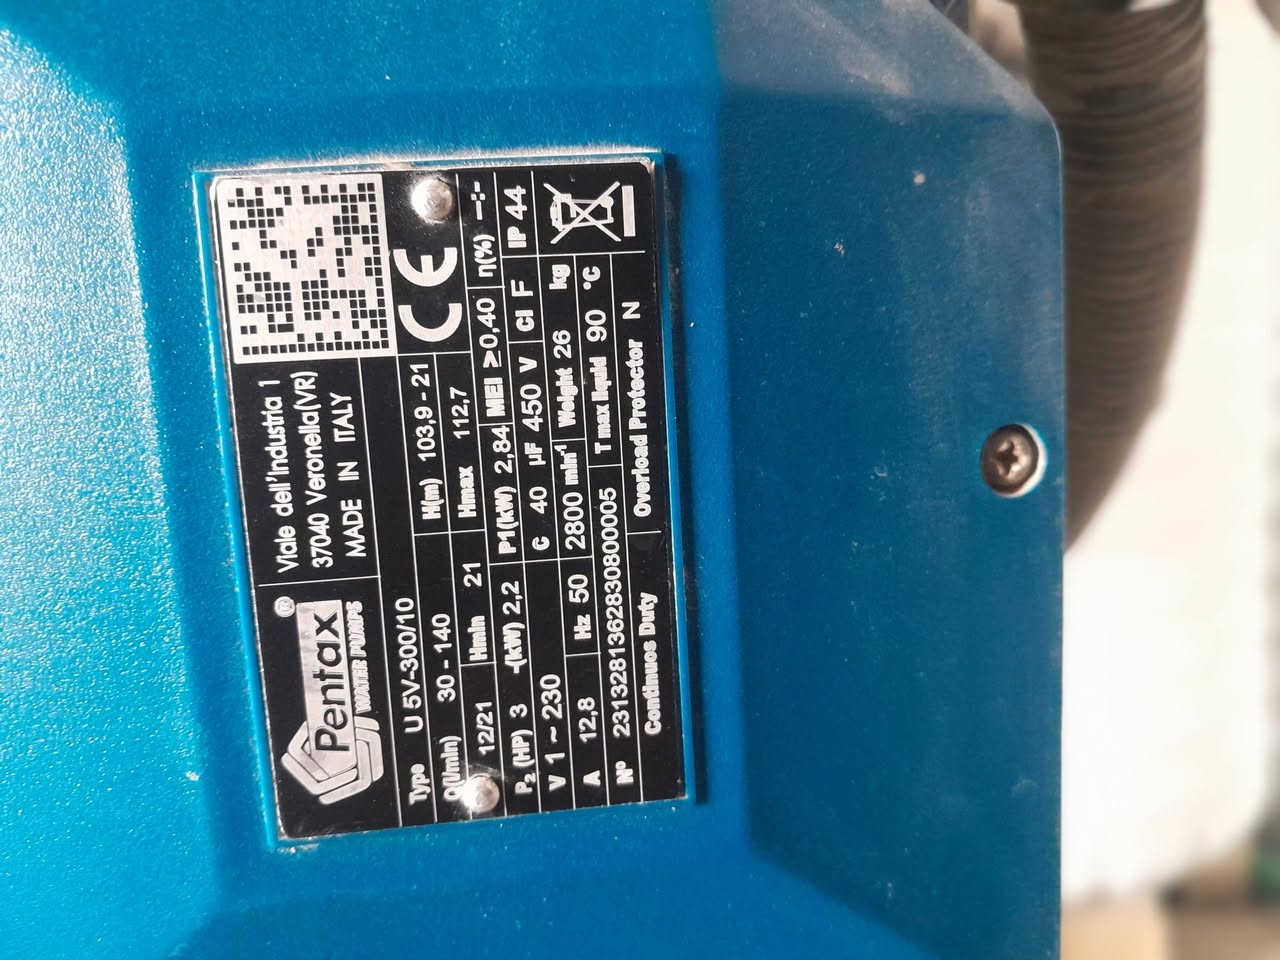 Pentax ®
WATER PUMPS
Viale dell'Industria 1
37040 Veronella(VR)
MADE IN ITALY
CE
Type U 5V-300/10
Q(l/min) 30 - 140 H(m) 103,9 - 21
12/21 Hmin 21 Hmax 112,7
P₂ (HP) 3 -(kW) 2,2 P1(kW) 2,84 MEI ≥0,40 η(%) -:-
V 1 ~ 230 C 40 µF 450 V Cl F IP 44
A 12,8 Hz 50 2800 min⁻¹ Weight 26 kg
N° 231328136283080005 T max liquid 90 °C
Continuos Duty Overload Protector N